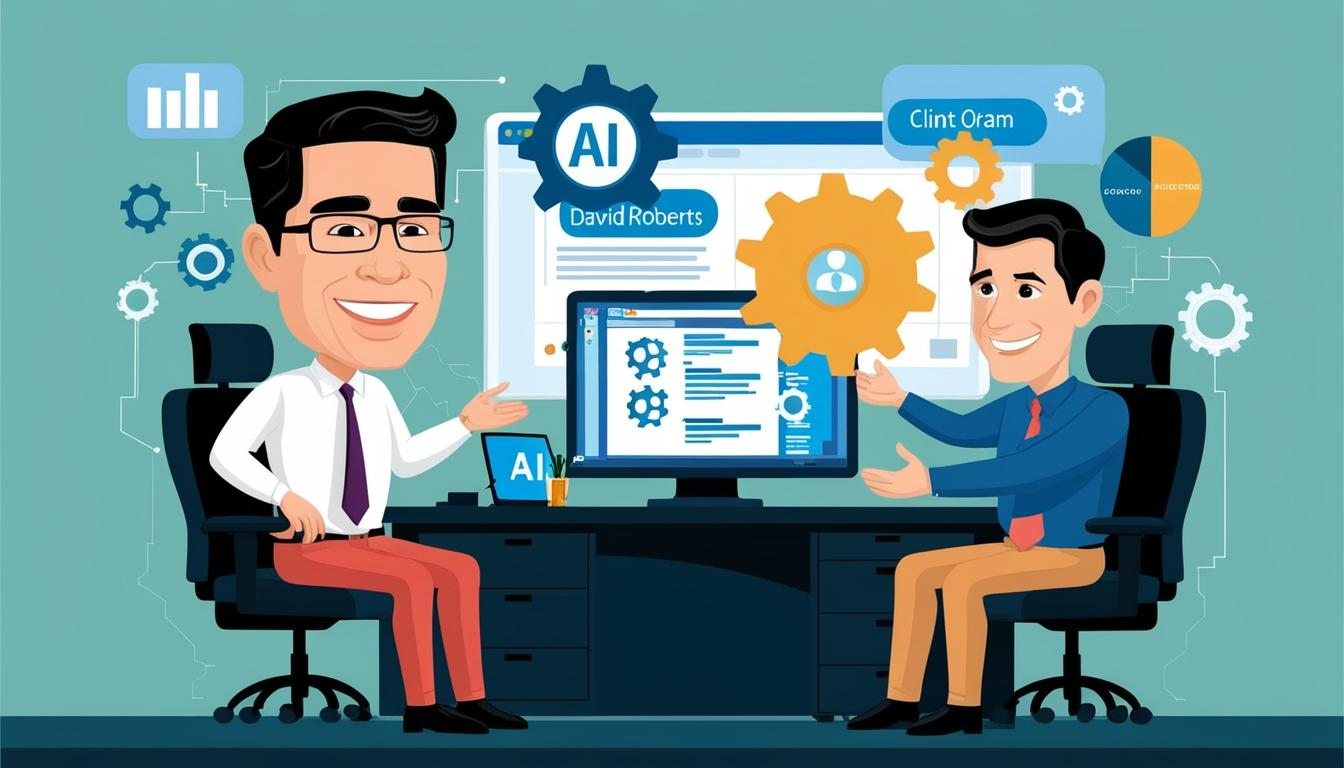 AI
Clint Oram
David Roberts
AI